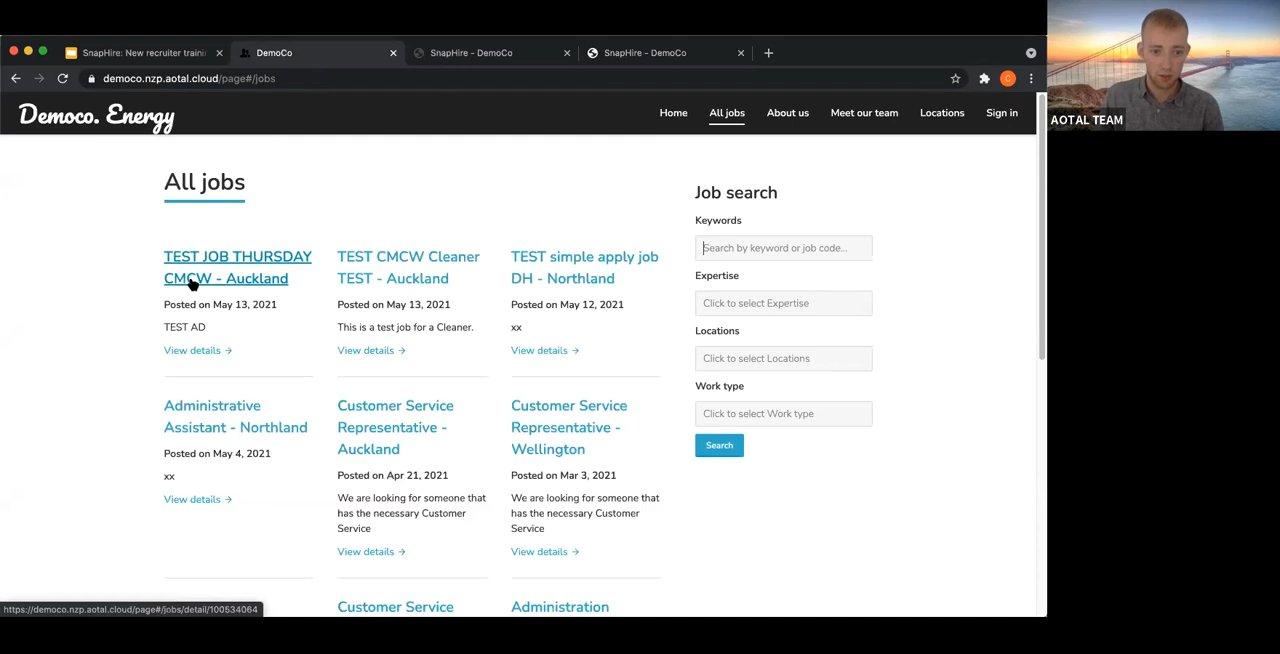 SnapHire: New recruiter traini
DemoCo
SnapHire - DemoCo
SnapHire - DemoCo
democo.nzp.aotal.cloud/page#/jobs
C
AOTAL TEAM
Democo. Energy
Home
All jobs
About us
Meet our team
Locations
Sign in
All jobs
TEST JOB THURSDAY
CMCW - Auckland
Posted on May 13, 2021
TEST AD
View details →
TEST CMCW Cleaner
TEST - Auckland
Posted on May 13, 2021
This is a test job for a Cleaner.
View details →
TEST simple apply job
DH - Northland
Posted on May 12, 2021
xx
View details →
Administrative
Assistant - Northland
Posted on May 4, 2021
xx
View details →
Customer Service
Representative -
Auckland
Posted on Apr 21, 2021
We are looking for someone that
has the necessary Customer
Service
View details →
Customer Service
Representative -
Wellington
Posted on Mar 3, 2021
We are looking for someone that
has the necessary Customer
Service
View details →
Customer Service
Administration
Job search
Keywords
Search by keyword or job code...
Expertise
Click to select Expertise
Locations
Click to select Locations
Work type
Click to select Work type
Search
https://democo.nzp.aotal.cloud/page#/jobs/detail/100534064